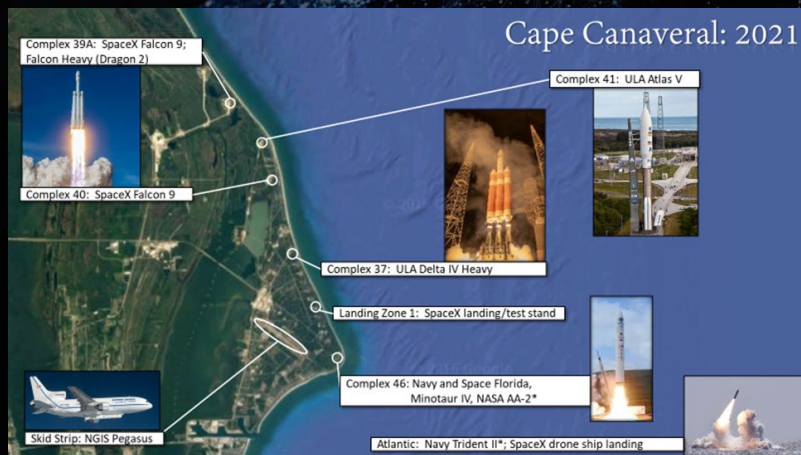 Cape Canaveral: 2021
Complex 39A: SpaceX Falcon 9;
Falcon Heavy (Dragon 2)
Complex 41: ULA Atlas V
Complex 40: SpaceX Falcon 9
Complex 37: ULA Delta IV Heavy
Landing Zone 1: SpaceX landing/test stand
Complex 46: Navy and Space Florida,
Minotaur IV, NASA AA-2*
Skid Strip: NGIS Pegasus
Atlantic: Navy Trident II*; SpaceX drone ship landing